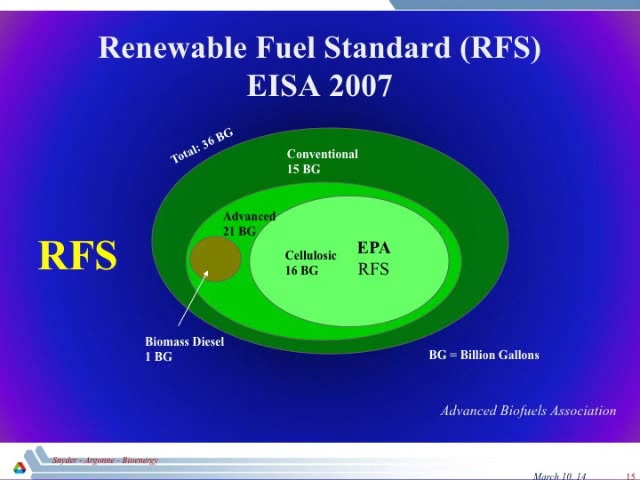 Renewable Fuel Standard (RFS)
EISA 2007
Total: 36 BG
Conventional
15 BG
Advanced
21 BG
RFS
Cellusosic
16 BG
EPA
RFS
Biomass Diesel
1 BG
BG = Billion Gallons
Advanced Biofuels Association
Snyder - Argonne - Bioenergy
March 10, 14
15